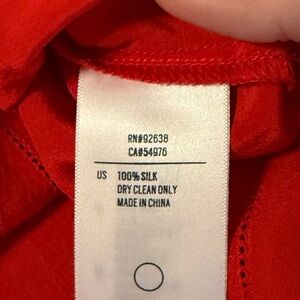 RN#92638
CA#54976
US 100% SILK
DRY CLEAN ONLY
MADE IN CHINA